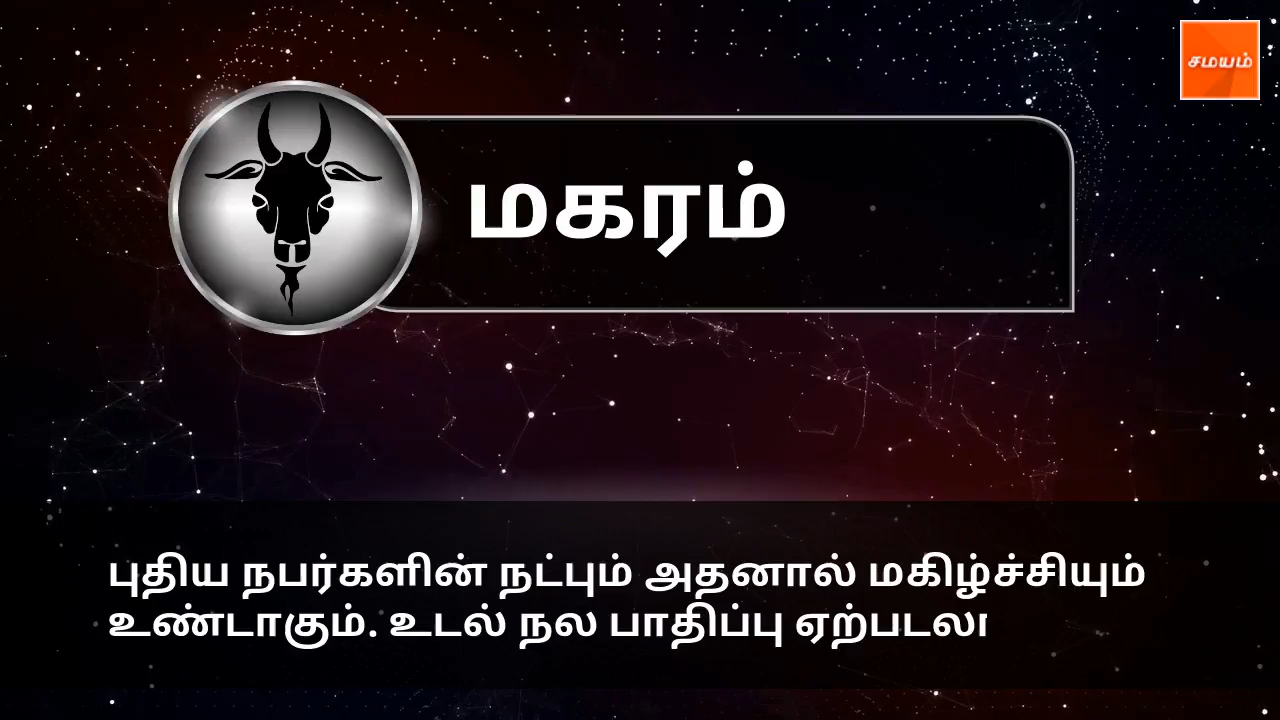 சமயம்
மகரம்
புதிய நபர்களின் நட்பும் அதனால் மகிழ்ச்சியும்
உண்டாகும். உடல் நல பாதிப்பு ஏற்படலா